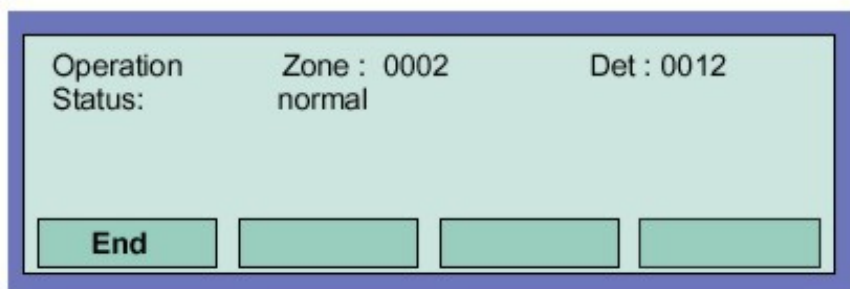 Operation Zone : 0002 Det : 0012
Status: normal
End